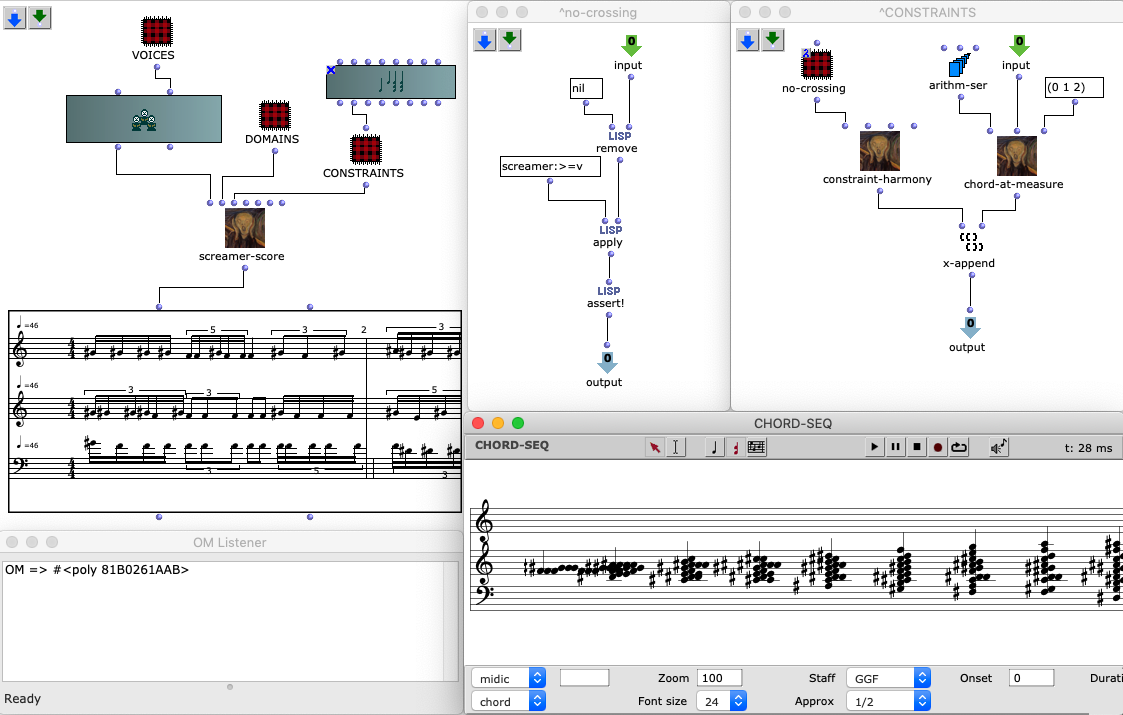 VOICES
DOMAINS
CONSTRAINTS
screamer-score
=46
5
3
2
3
=46
3
3
5
=46
3
5
3
OM Listener
OM => #<poly 81B0261AAB>
Ready
^no-crossing
0
input
nil
LISP
remove
screamer:>=v
LISP
apply
LISP
assert!
0
output
^CONSTRAINTS
2
no-crossing
arithm-ser
0
input
(0 1 2)
constraint-harmony
chord-at-measure
x-append
0
output
CHORD-SEQ
CHORD-SEQ
t: 28 ms
midic
Zoom
100
Staff
GGF
Onset
0
Durati
chord
Font size
24
Approx
1/2